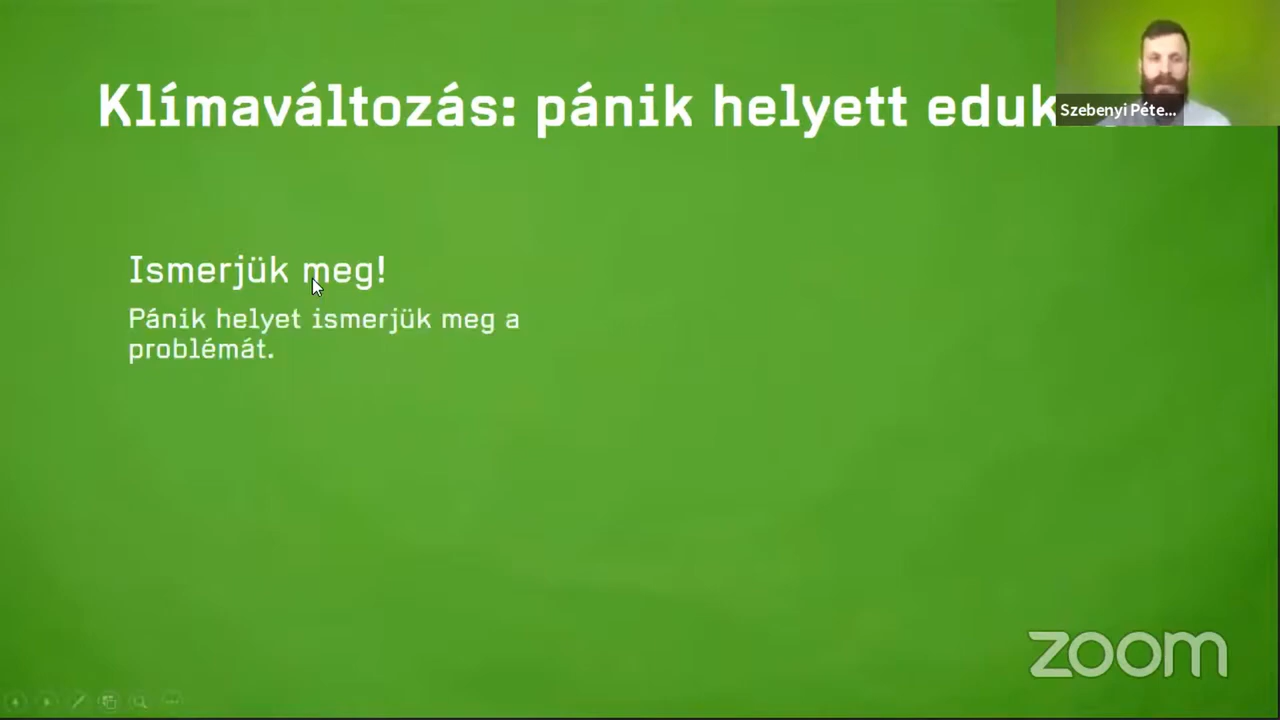 Klímaváltozás: pánik helyett eduk
Szebenyi Péte...
Ismerjük meg!
Pánik helyet ismerjük meg a
problémát.
zoom